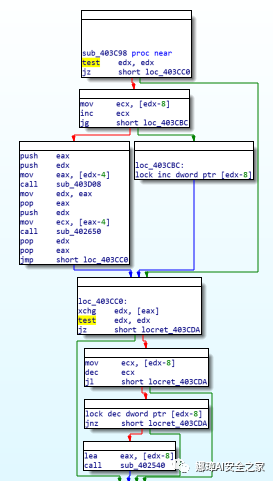 sub_403C98 proc near
test edx, edx
jz short loc_403CC0
mov ecx, [edx-8]
inc ecx
jg short loc_403CBC
push eax
push edx
mov eax, [edx-4]
call sub_403D08
mov edx, eax
pop eax
push edx
mov ecx, [eax-4]
call sub_402650
pop edx
pop eax
jmp short loc_403CC0
loc_403CBC:
lock inc dword ptr [edx-8]
loc_403CC0:
xchg edx, [eax]
test edx, edx
jz short locret_403CDA
mov ecx, [edx-8]
dec ecx
jl short locret_403CDA
lock dec dword ptr [edx-8]
jnz short locret_403CDA
lea eax, [edx-8]
call sub_402540
娜璋AI安全之家